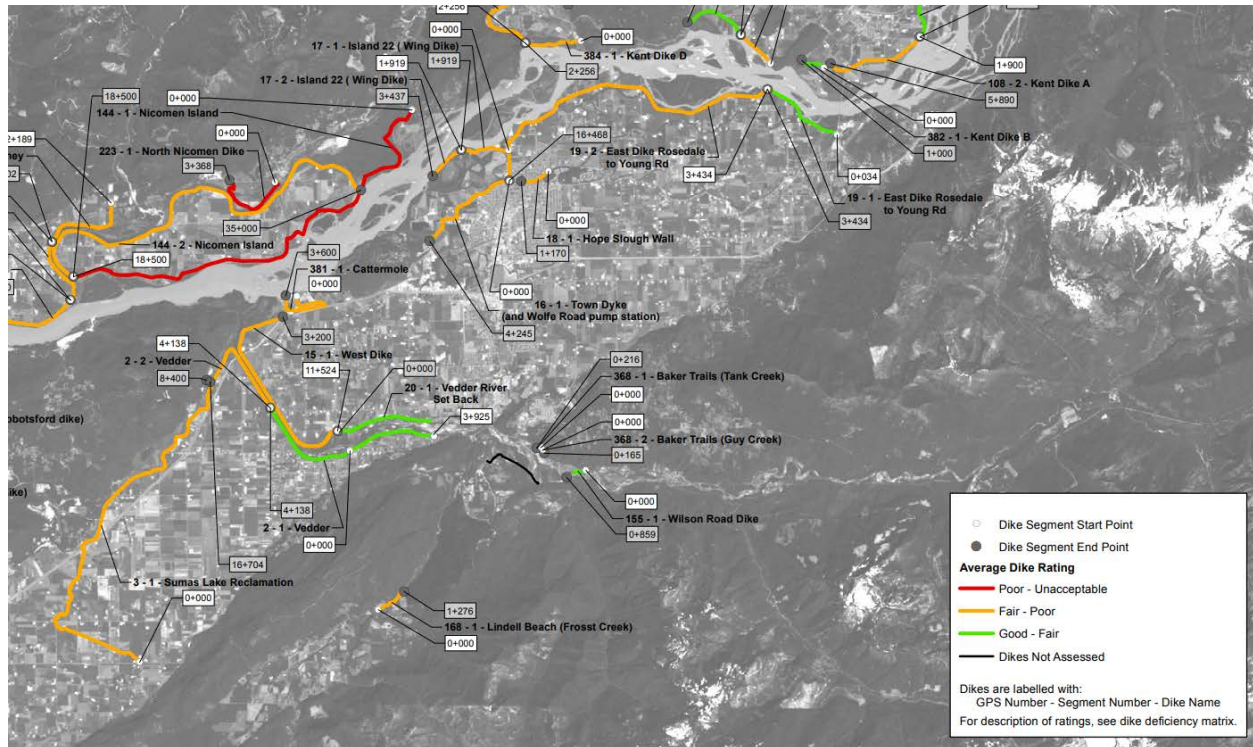 2+256
0+000
17 - 1 - Island 22 ( Wing Dike)
0+000
384 - 1 - Kent Dike D
1+919
1+919
2+256
1+900
17 - 2 - Island 22 (Wing Dike)
108 - 2 - Kent Dike A
18+500
0+000
3+437
5+890
144 - 1 - Nicomen Island
0+000
0+000
16+468
382 - 1 - Kent Dike B
2+189
223 - 1 - North Nicomen Dike
19 - 2 - East Dike Rosedale
to Young Rd
1+000
3+368
3+434
0+034
0+000
19 - 1 - East Dike Rosedale
to Young Rd
35+000
3+434
144 - 2 - Nicomen Island
18 - 1 - Hope Slough Wall
3+600
1+170
18+500
381 - 1 - Cattermole
0+000
0+000
16 - 1 - Town Dyke
(and Wolfe Road pump station)
3+200
4+245
4+138
15 - 1 - West Dike
2 - 2 - Vedder
0+216
11+524
0+000
368 - 1 - Baker Trails (Tank Creek)
8+400
20 - 1 - Vedder River
Set Back
0+000
3+925
0+000
bbotsford dike)
368 - 2 - Baker Trails (Guy Creek)
0+165
ike)
0+000
4+138
155 - 1 - Wilson Road Dike
2 - 1 - Vedder
0+859
0+000
16+704
3 - 1 - Sumas Lake Reclamation
0+000
1+276
168 - 1 - Lindell Beach (Frosst Creek)
0+000
Dike Segment Start Point
Dike Segment End Point
Average Dike Rating
Poor - Unacceptable
Fair - Poor
Good - Fair
Dikes Not Assessed
Dikes are labelled with:
GPS Number - Segment Number - Dike Name
For description of ratings, see dike deficiency matrix.